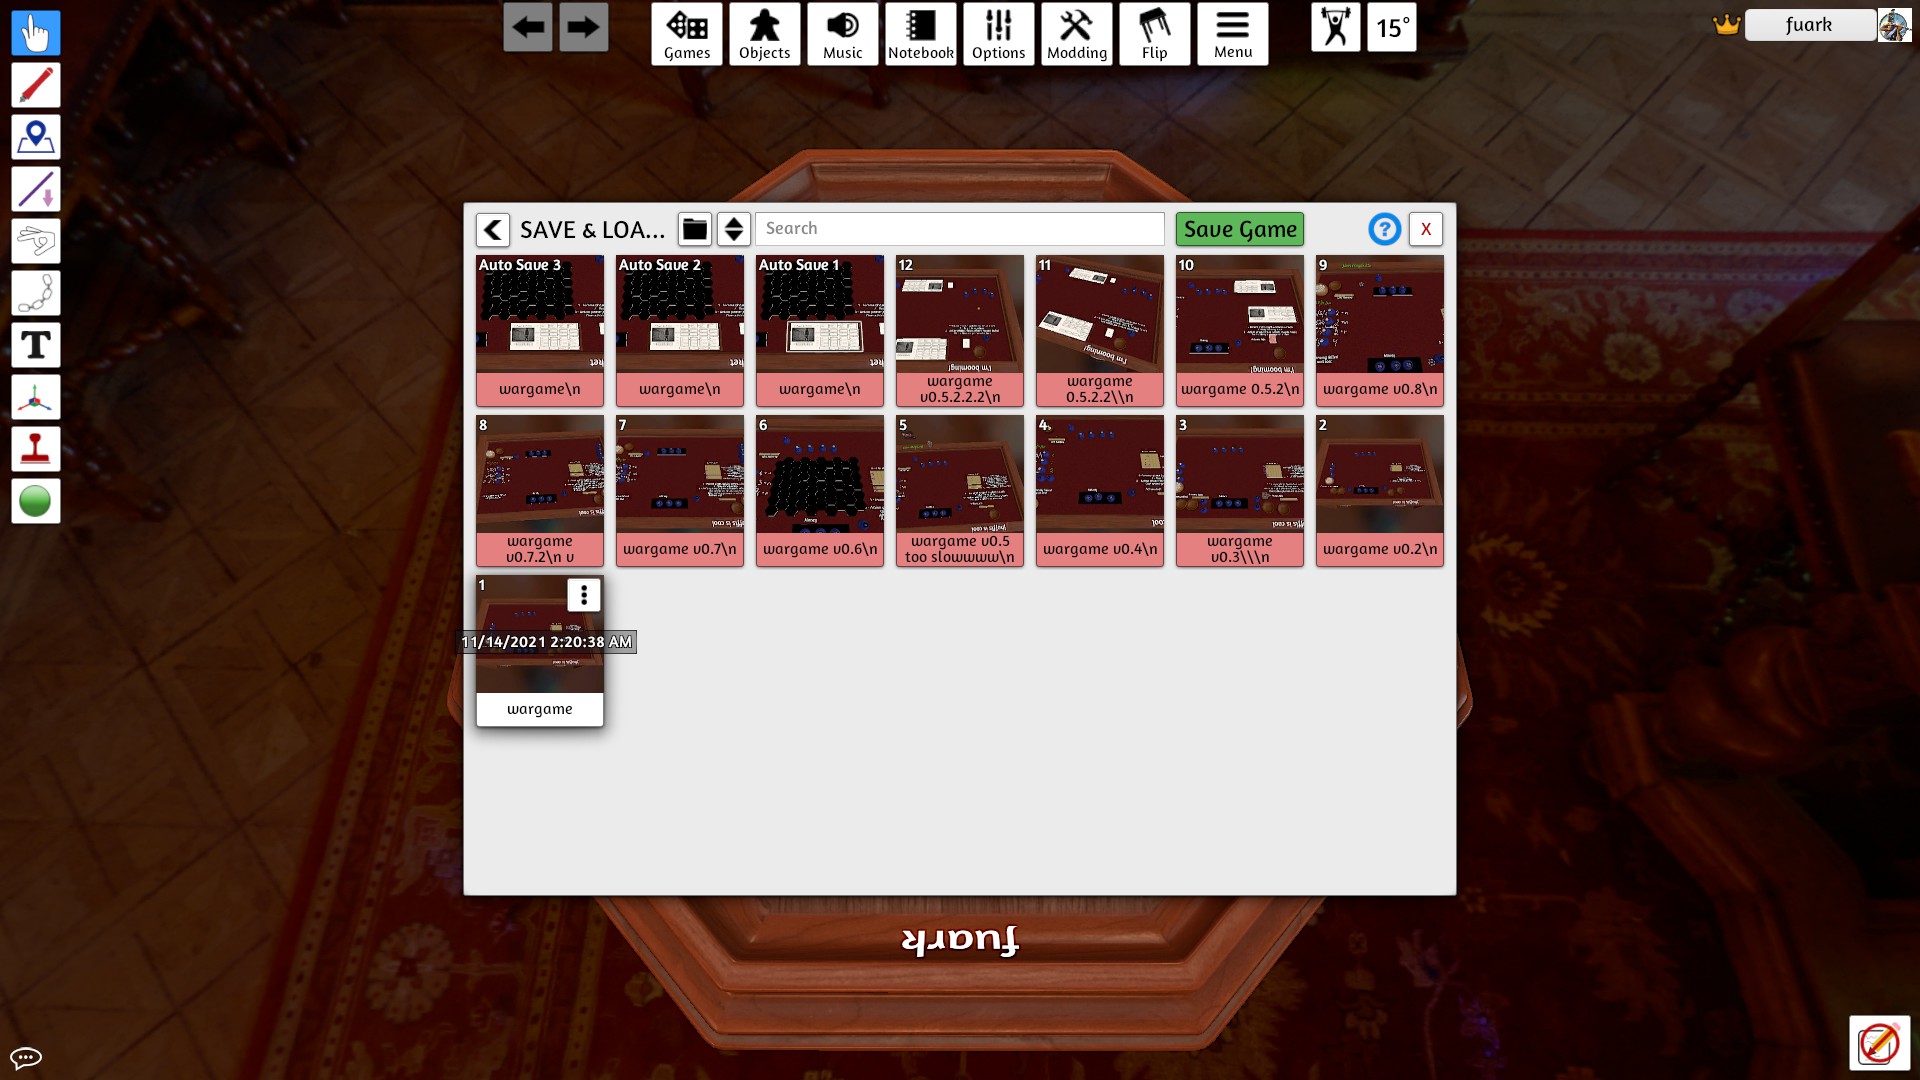 Games
Objects
Music
Notebook
Options
Modding
Flip
Menu
15°
fuark
SAVE & LOA...
Search
Save Game
?
X
Auto Save 3
wargame\n
Auto Save 2
wargame\n
Auto Save 1
wargame\n
12
I'm booming!
wargame
v0.5.2.2.2\n
11
I'm booming!
wargame
0.5.2.2\\n
10
I'm booming!
wargame 0.5.2\n
9
wargame v0.8\n
8
wargame
v0.7.2\n v
7
wargame v0.7\n
6
wargame v0.6\n
5
wargame v0.5
too slowwww\n
4
wargame v0.4\n
3
wargame
v0.3\\\n
2
wargame v0.2\n
1
11/14/2021 2:20:38 AM
wargame
fuark
T